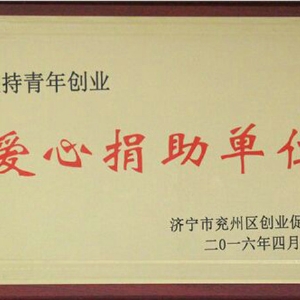 持青年创业
爱心捐助单位
济宁市兖州区创业促
二〇一六年四月